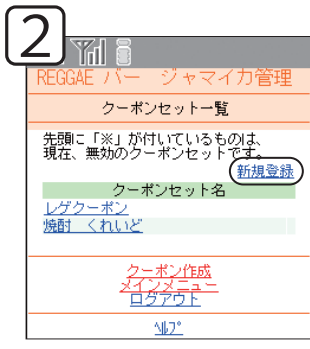 2
REGGAE バー ジャマイカ管理
クーポンセット一覧
先頭に「※」が付いているものは、
現在、無効のクーポンセットです。
新規登録
クーポンセット名
レゲクーポン
焼酎 くれいど
クーポン作成
メインメニュー
ログアウト
ﾍﾙﾌﾟ